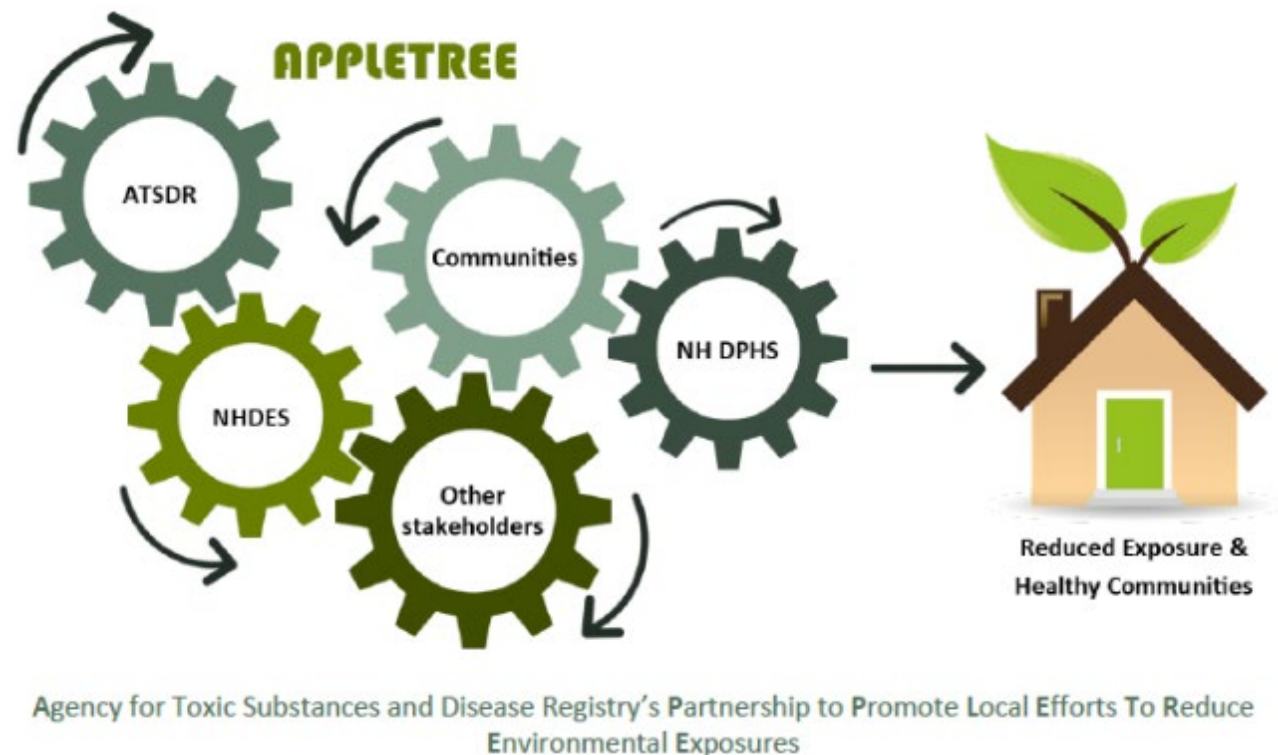 APPLETREE
ATSDR
Communities
NH DPHS
NHDES
Other
stakeholders
Reduced Exposure &
Healthy Communities
Agency for Toxic Substances and Disease Registry's Partnership to Promote Local Efforts To Reduce
Environmental Exposures